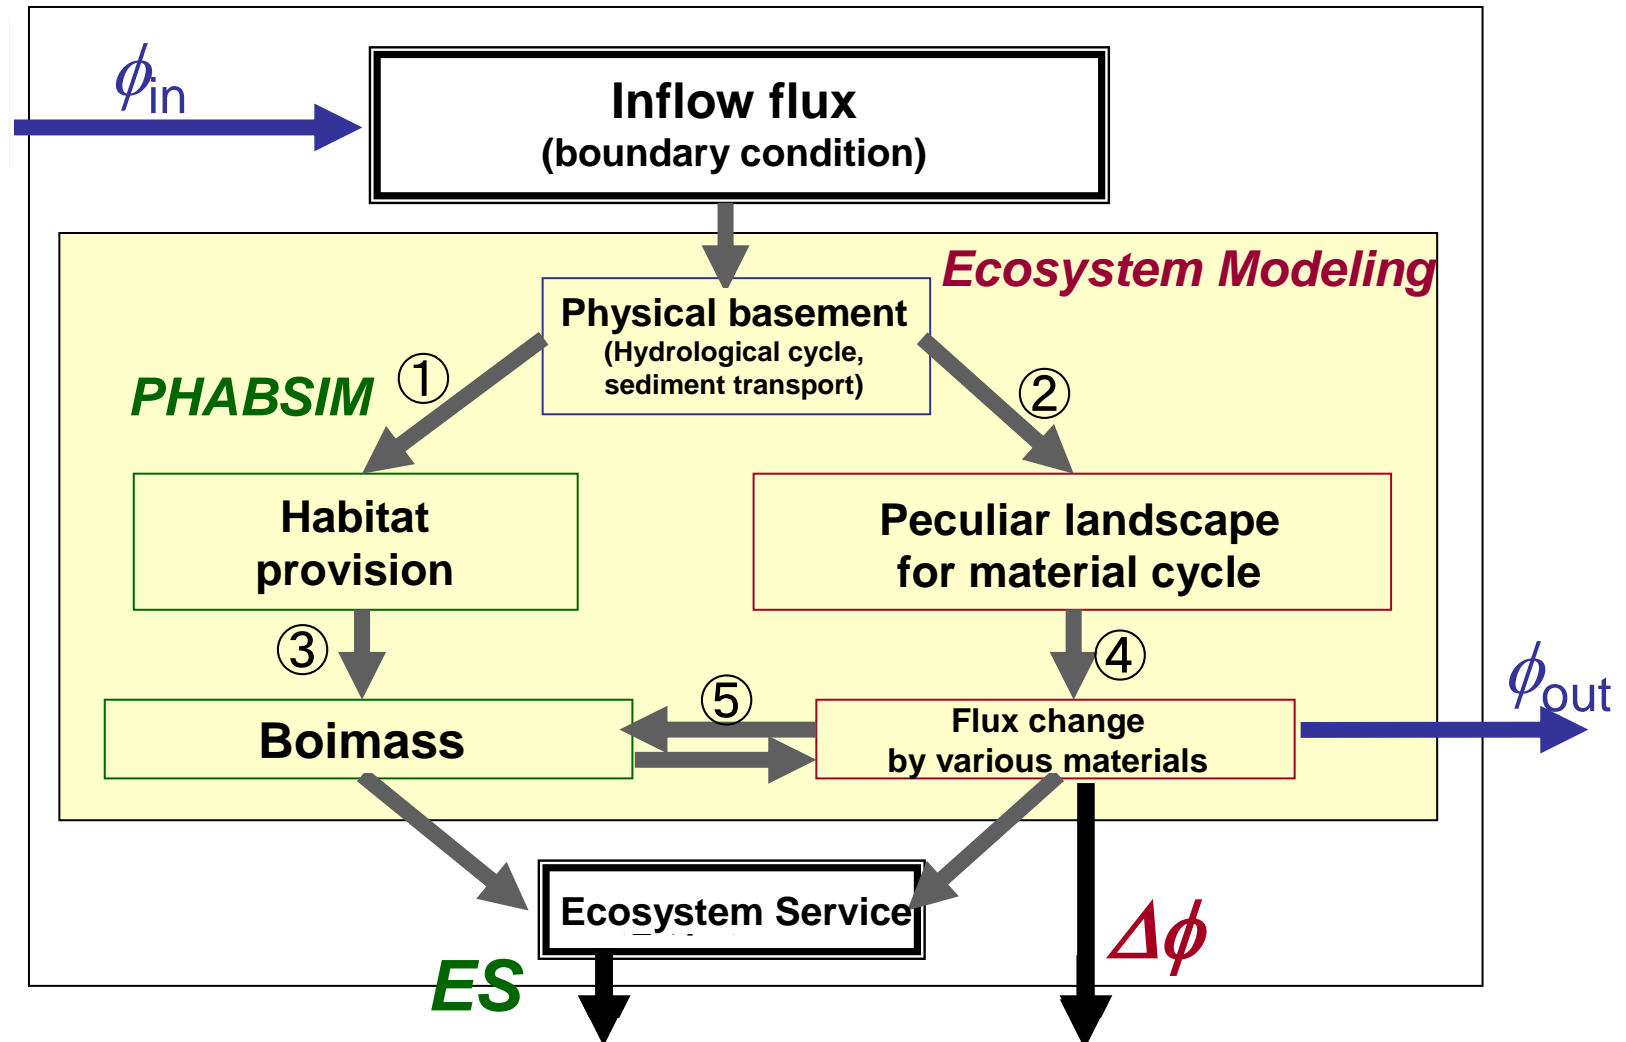 ϕin
Inflow flux
(boundary condition)
Ecosystem Modeling
Physical basement
(Hydrological cycle,
sediment transport)
PHABSIM
①
②
Habitat
provision
Peculiar landscape
for material cycle
③
④
ϕout
⑤
Boimass
Flux change
by various materials
Ecosystem Service
Δϕ
ES